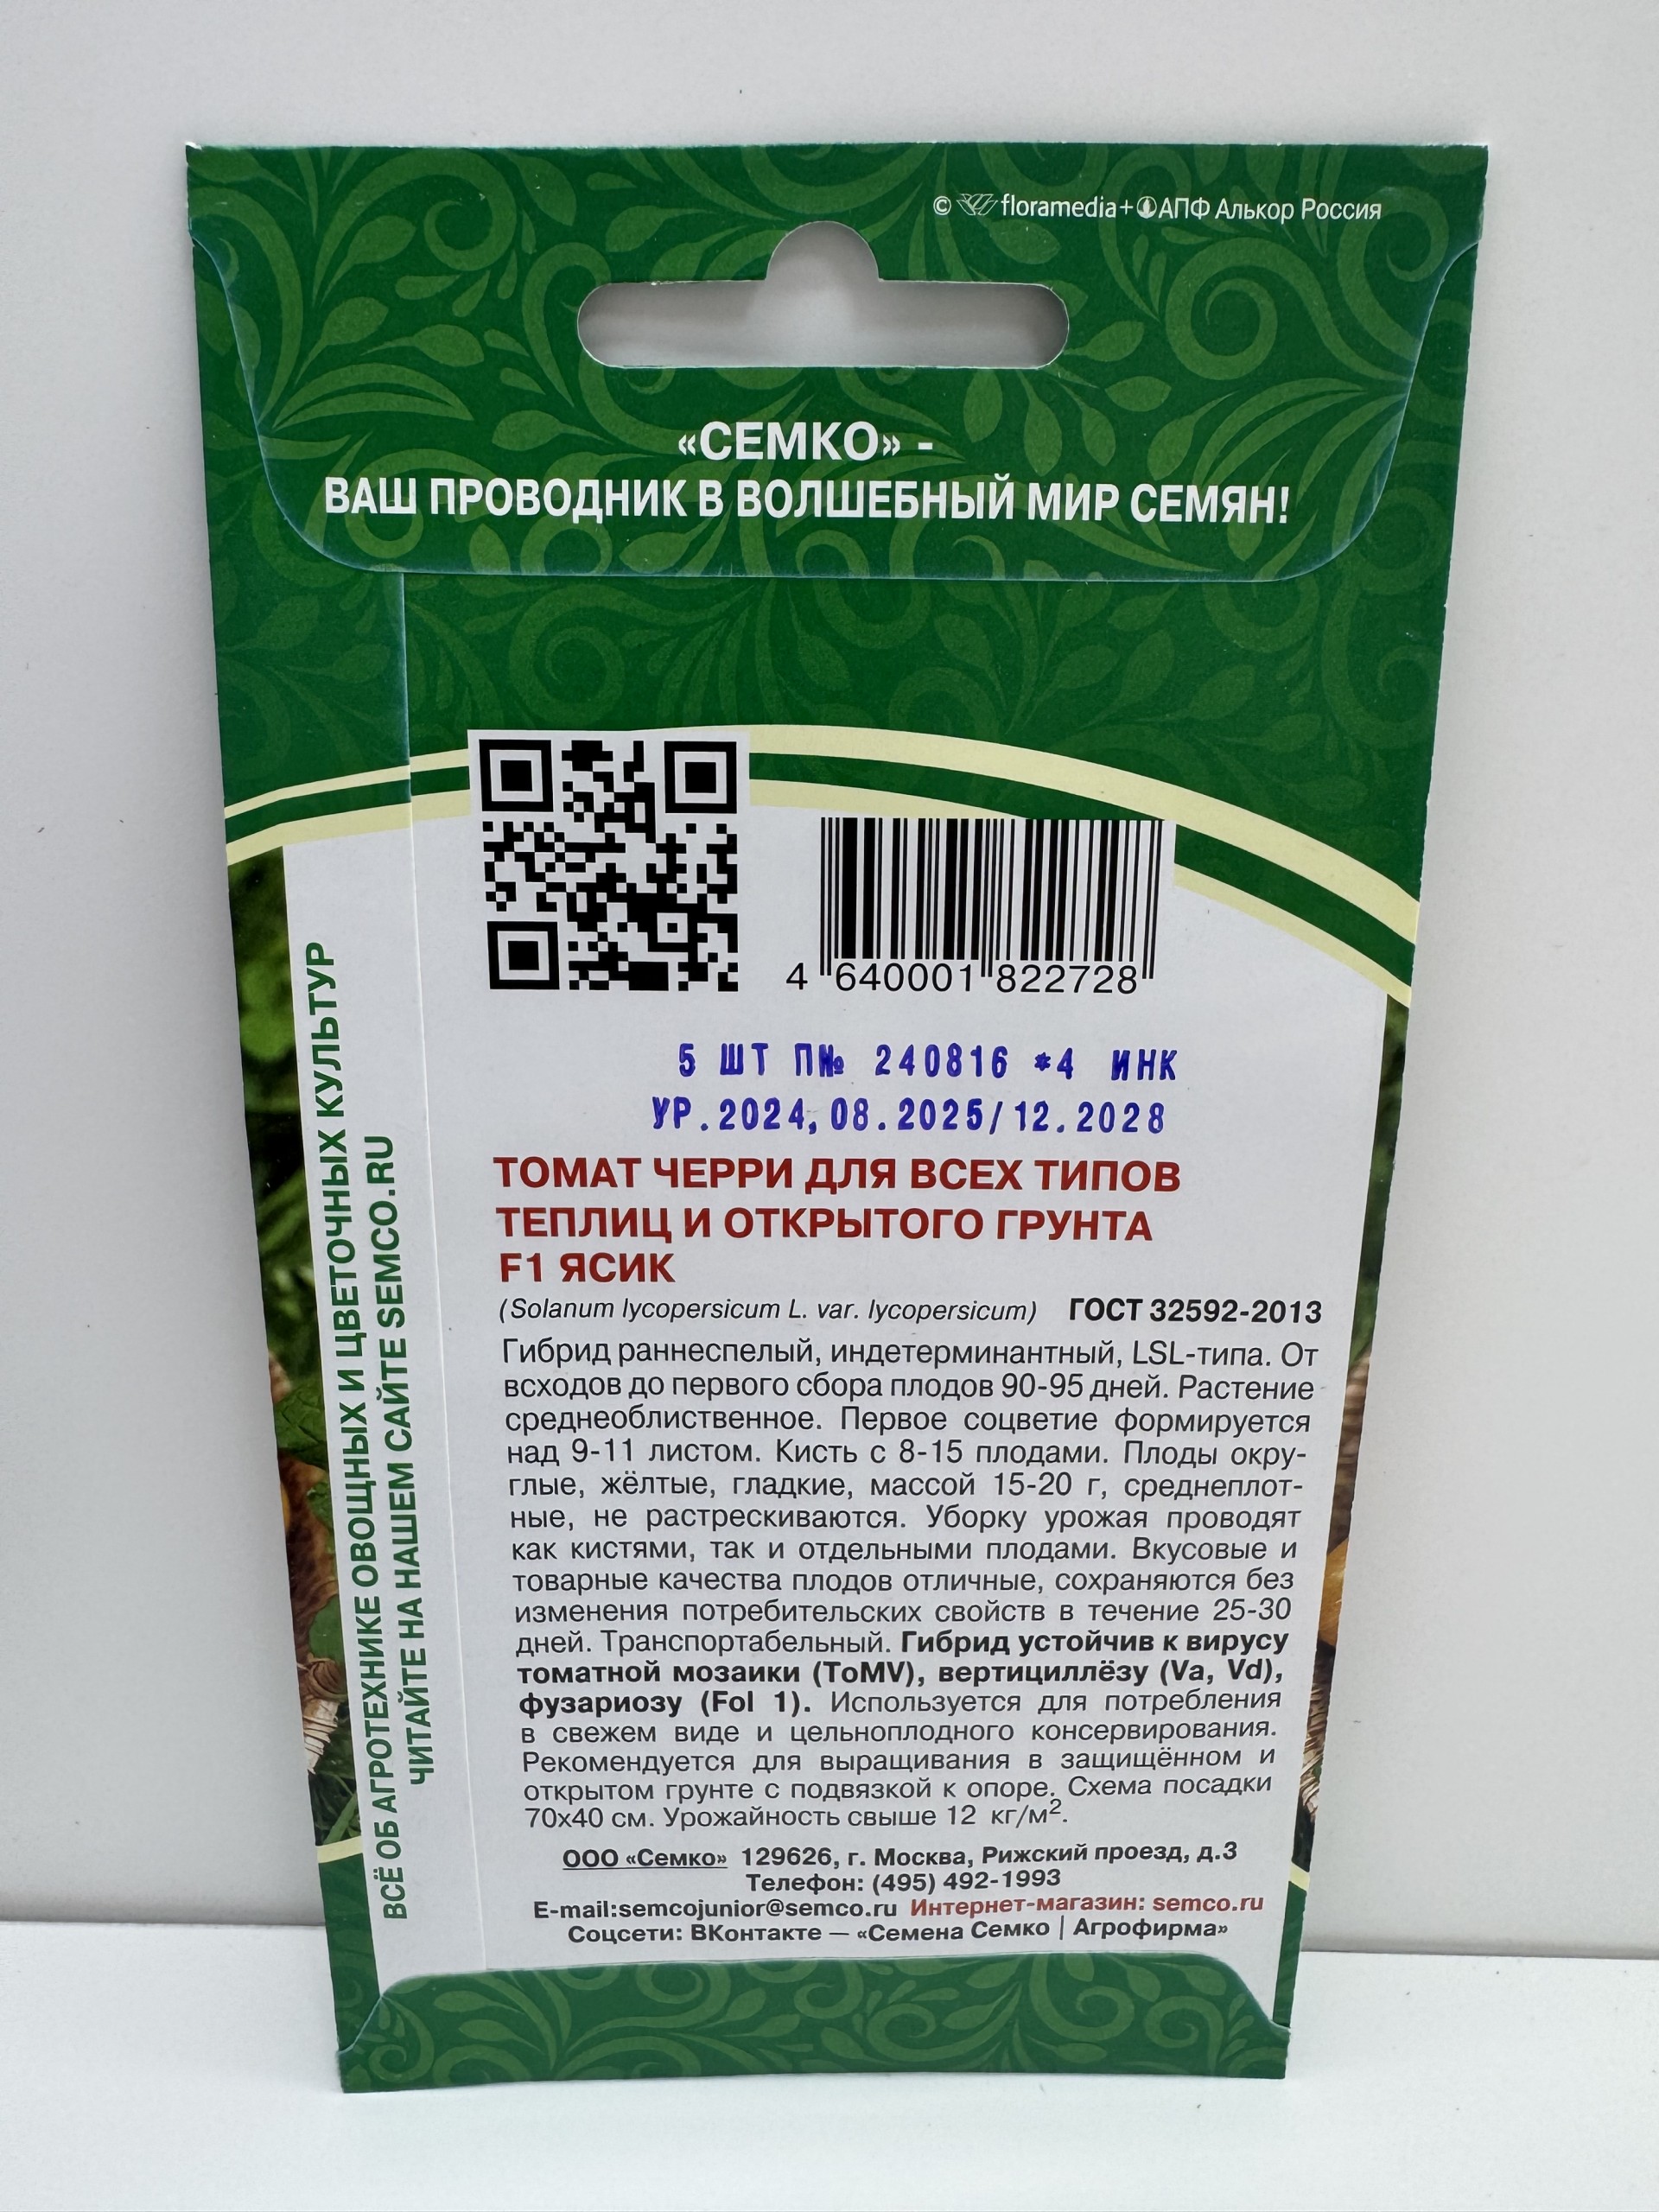 © floramedia+АПФ Алькор Россия
«СЕМКО» -
ВАШ ПРОВОДНИК В ВОЛШЕБНЫЙ МИР СЕМЯН!
4 640001 822728
5 ШТ П№ 240816 *4 ИНК
УР.2024,08.2025/12.2028
ТОМАТ ЧЕРРИ ДЛЯ ВСЕХ ТИПОВ
ТЕПЛИЦ И ОТКРЫТОГО ГРУНТА
F1 ЯСИК
(Solanum lycopersicum L. var. lycopersicum) ГОСТ 32592-2013
Гибрид раннеспелый, индетерминантный, LSL-типа. От
всходов до первого сбора плодов 90-95 дней. Растение
среднеоблиственное. Первое соцветие формируется
над 9-11 листом. Кисть с 8-15 плодами. Плоды окру-
глые, жёлтые, гладкие, массой 15-20 г, среднеплот-
ные, не растрескиваются. Уборку урожая проводят
как кистями, так и отдельными плодами. Вкусовые и
товарные качества плодов отличные, сохраняются без
изменения потребительских свойств в течение 25-30
дней. Транспортабельный. Гибрид устойчив к вирусу
томатной мозаики (ToMV), вертициллёзу (Va, Vd),
фузариозу (Fol 1). Используется для потребления
в свежем виде и цельноплодного консервирования.
Рекомендуется для выращивания в защищённом и
открытом грунте с подвязкой к опоре. Схема посадки
70х40 см. Урожайность свыше 12 кг/м².
ООО «Семко» 129626, г. Москва, Рижский проезд, д.3
Телефон: (495) 492-1993
E-mail:semcojunior@semco.ru Интернет-магазин: semco.ru
Соцсети: ВКонтакте — «Семена Семко | Агрофирма»
ВСЁ ОБ АГРОТЕХНИКЕ ОВОЩНЫХ И ЦВЕТОЧНЫХ КУЛЬТУР
ЧИТАЙТЕ НА НАШЕМ САЙТЕ SEMCO.RU